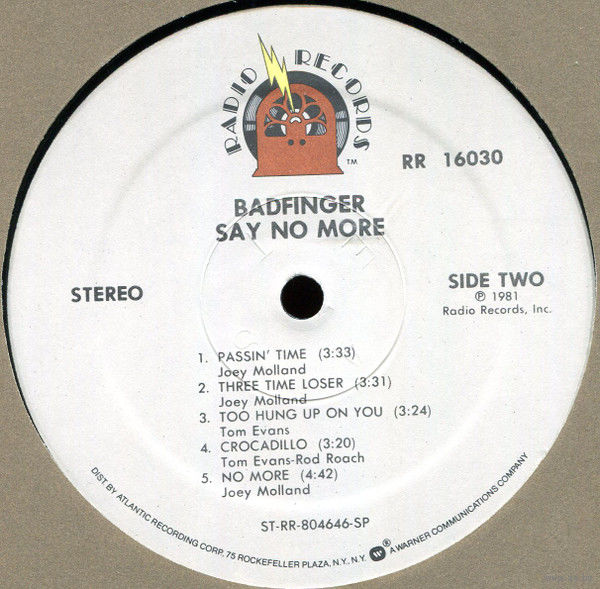 RADIO RECORDS
TM
RR 16030
BADFINGER
SAY NO MORE
STEREO
SIDE TWO
℗ 1981
Radio Records, Inc.
1. PASSIN' TIME (3:33)
Joey Molland
2. THREE TIME LOSER (3:31)
Joey Molland
3. TOO HUNG UP ON YOU (3:24)
Tom Evans
4. CROCADILLO (3:20)
Tom Evans-Rod Roach
5. NO MORE (4:42)
Joey Molland
ST-RR-804646-SP
DIST. BY ATLANTIC RECORDING CORP. 75 ROCKEFELLER PLAZA, N.Y. N.Y. ® A WARNER COMMUNICATIONS COMPANY